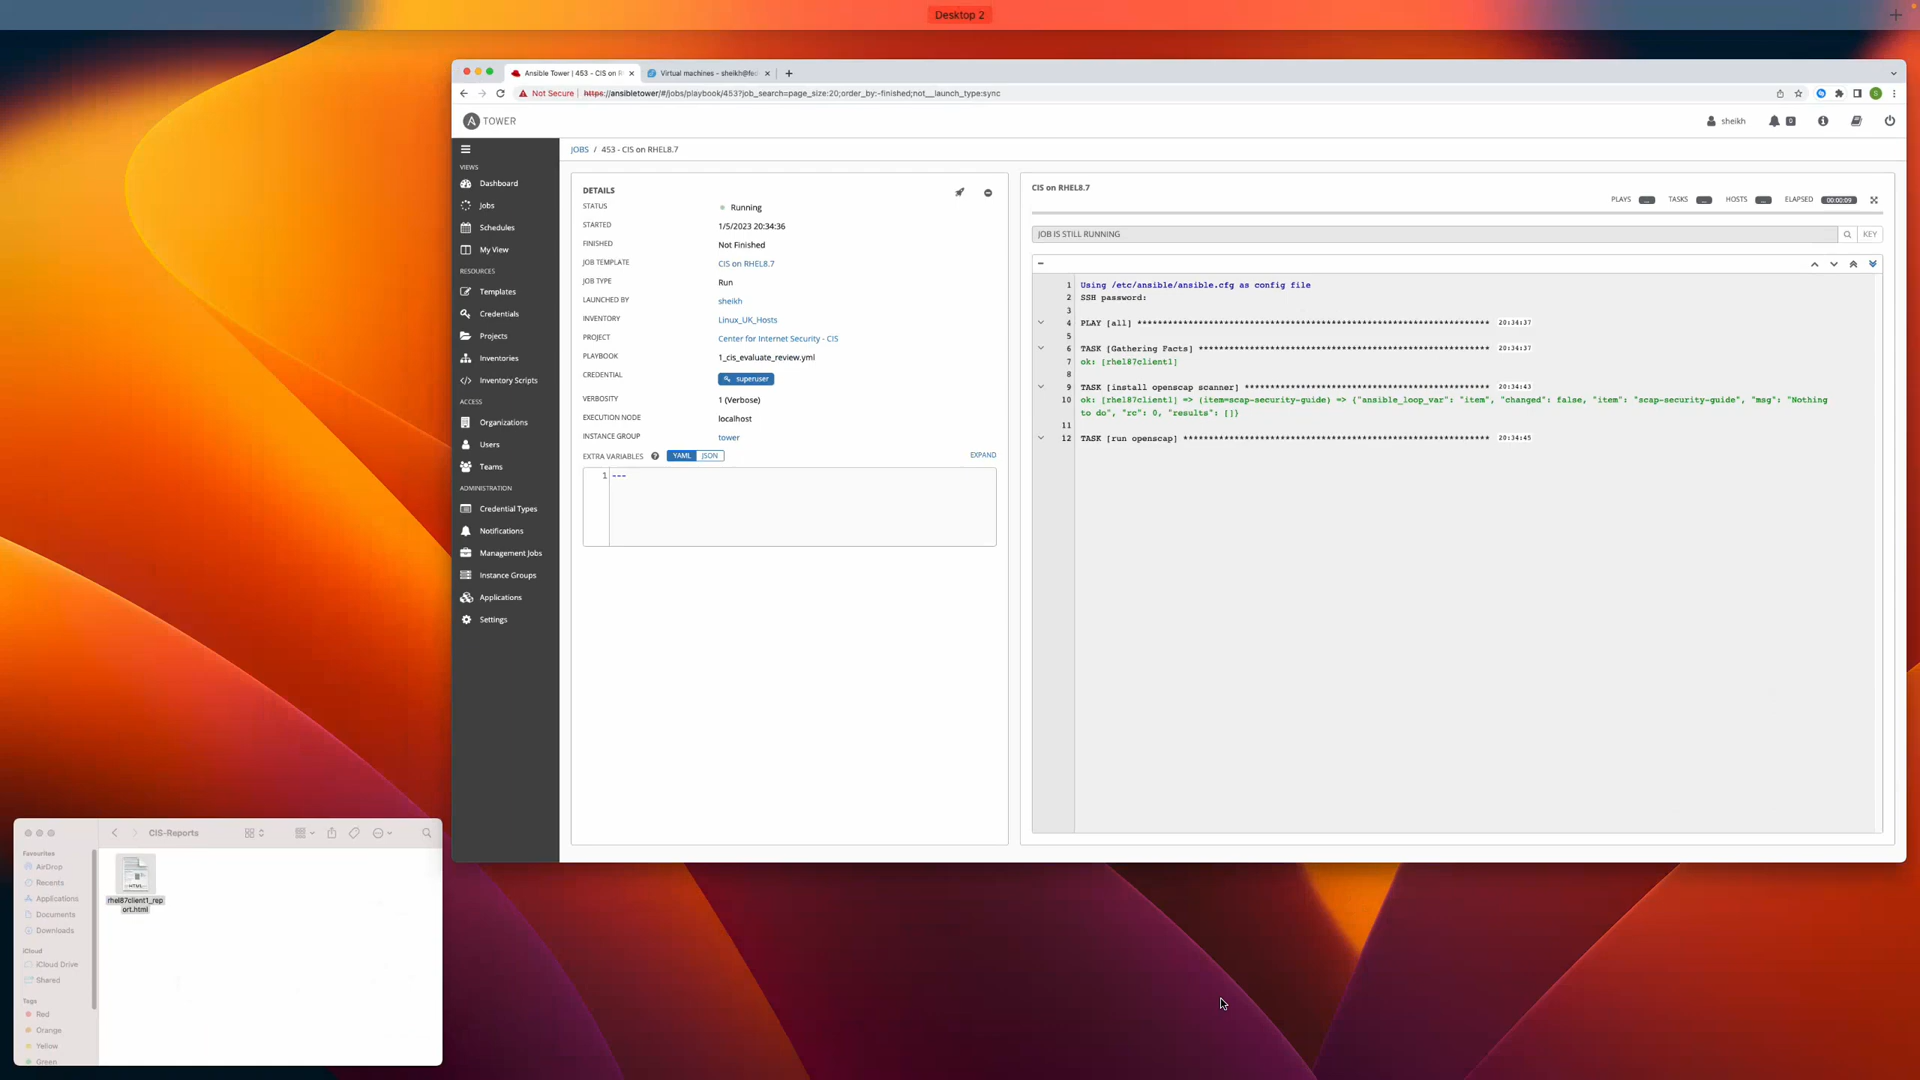 Desktop 2
Ansible Tower | 453 - CIS on R
Virtual machines - sheikh@fed
Not Secure
https://ansibletower/#/jobs/playbook/453?job_search=page_size:20;order_by:-finished;not__launch_type:sync
S
A TOWER
sheikh
0
VIEWS
Dashboard
Jobs
Schedules
My View
RESOURCES
Templates
Credentials
Projects
Inventories
Inventory Scripts
ACCESS
Organizations
Users
Teams
ADMINISTRATION
Credential Types
Notifications
Management Jobs
Instance Groups
Applications
Settings
JOBS / 453 - CIS on RHEL8.7
DETAILS
STATUS Running
STARTED 1/5/2023 20:34:36
FINISHED Not Finished
JOB TEMPLATE CIS on RHEL8.7
JOB TYPE Run
LAUNCHED BY sheikh
INVENTORY Linux_UK_Hosts
PROJECT Center for Internet Security - CIS
PLAYBOOK 1_cis_evaluate_review.yml
CREDENTIAL superuser
VERBOSITY 1 (Verbose)
EXECUTION NODE localhost
INSTANCE GROUP tower
EXTRA VARIABLES ? YAML JSON EXPAND
1 ---
CIS on RHEL8.7
PLAYS ... TASKS ... HOSTS ... ELAPSED 00:00:09
JOB IS STILL RUNNING KEY
1 Using /etc/ansible/ansible.cfg as config file
2 SSH password:
3
4 PLAY [all] ******************************************************************** 20:34:37
5
6 TASK [Gathering Facts] ******************************************************** 20:34:37
7 ok: [rhel87client1]
8
9 TASK [install openscap scanner] *********************************************** 20:34:43
10 ok: [rhel87client1] => (item=scap-security-guide) => {"ansible_loop_var": "item", "changed": false, "item": "scap-security-guide", "msg": "Nothing
to do", "rc": 0, "results": []}
11
12 TASK [run openscap] *********************************************************** 20:34:45
CIS-Reports
Favourites
AirDrop
Recents
Applications
Documents
Downloads
iCloud
iCloud Drive
Shared
Tags
Red
Orange
Yellow
Green
HTML
rhel87client1_rep
ort.html